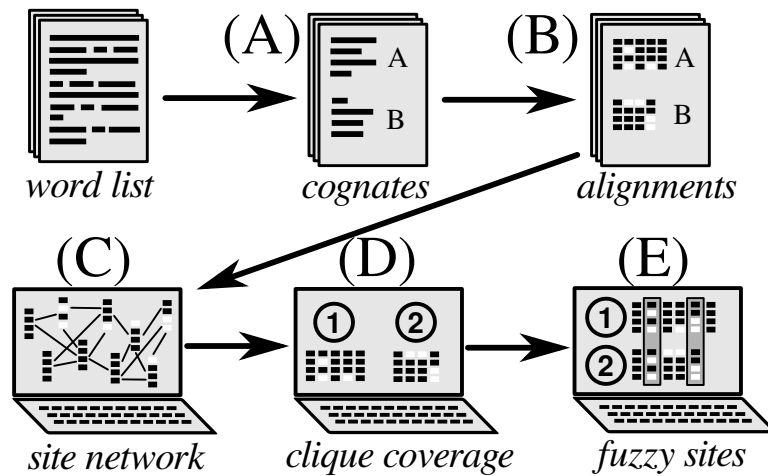 (A) (B)
A A
B B
word list cognates alignments
(C) (D) (E)
1 2 1
2
site network clique coverage fuzzy sites